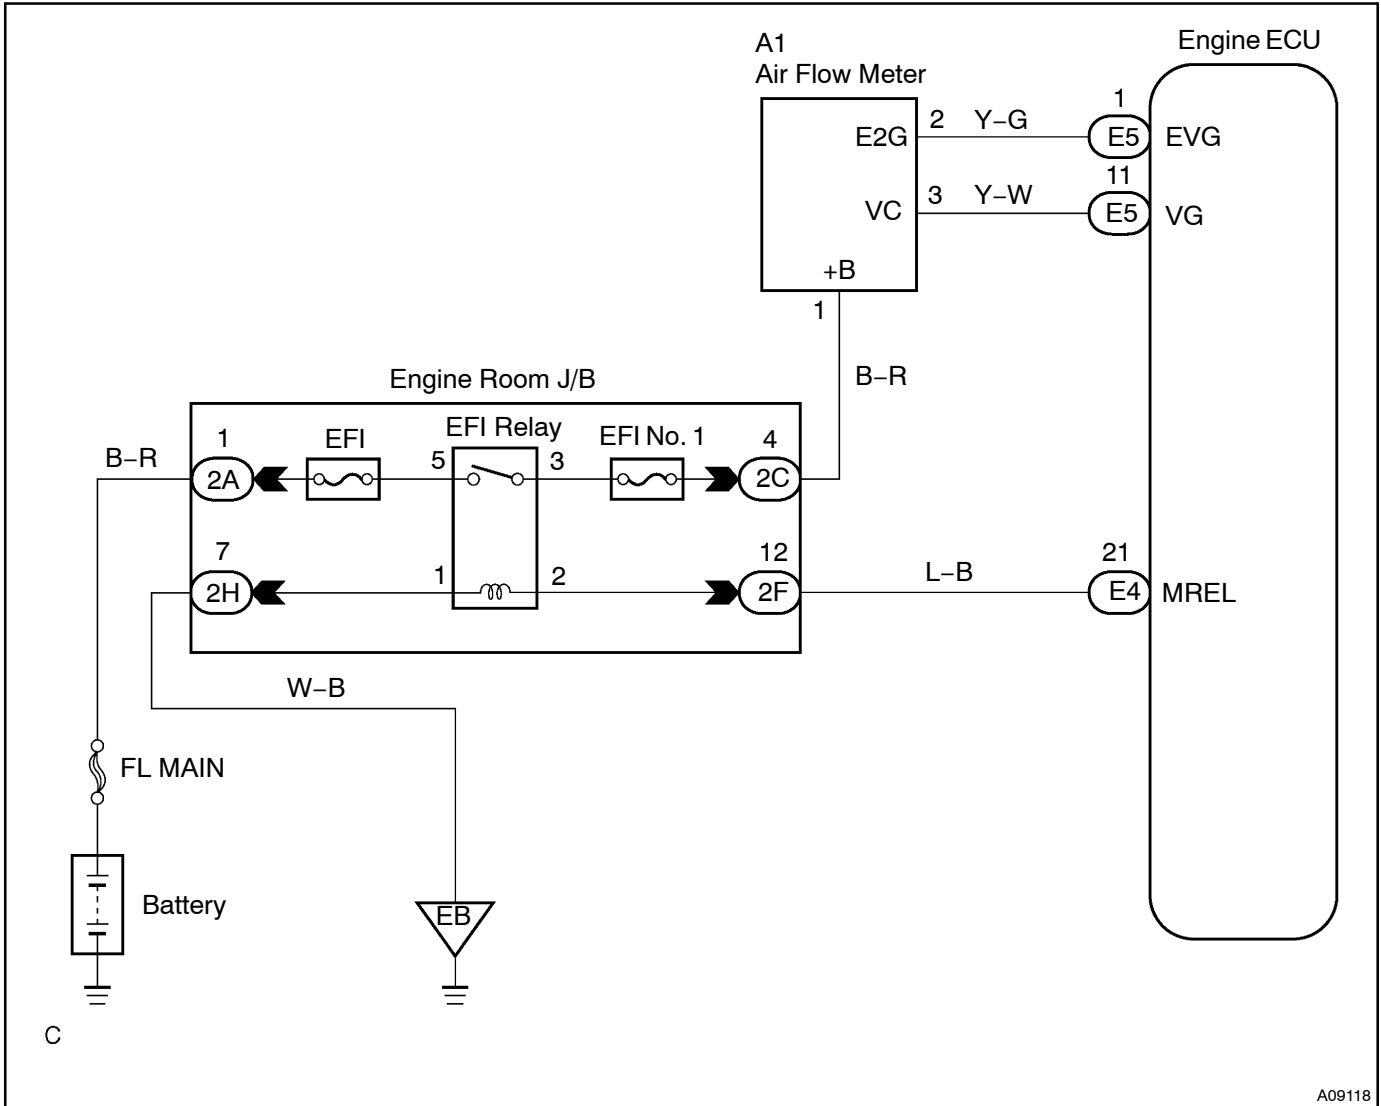 A1
Air Flow Meter
Engine ECU
E2G
2
Y–G
1
E5
EVG
VC
3
Y–W
11
E5
VG
+B
1
B–R
Engine Room J/B
B–R
1
2A
EFI
5
EFI Relay
3
EFI No. 1
4
2C
7
2H
1
2
12
2F
L–B
21
E4
MREL
W–B
FL MAIN
Battery
EB
C
A09118